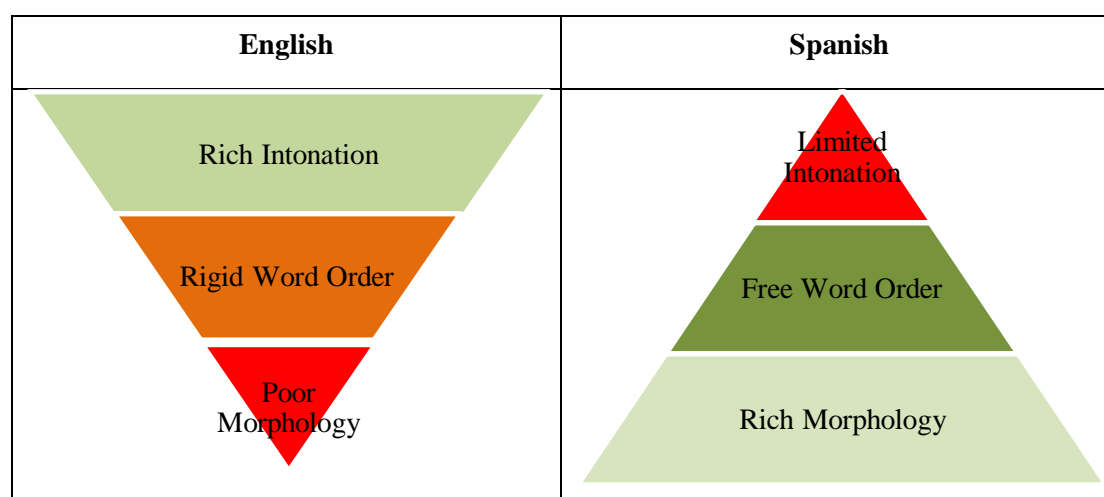 English
Spanish
Rich Intonation
Rigid Word Order
Poor
Morphology
Limited
Intonation
Free Word Order
Rich Morphology